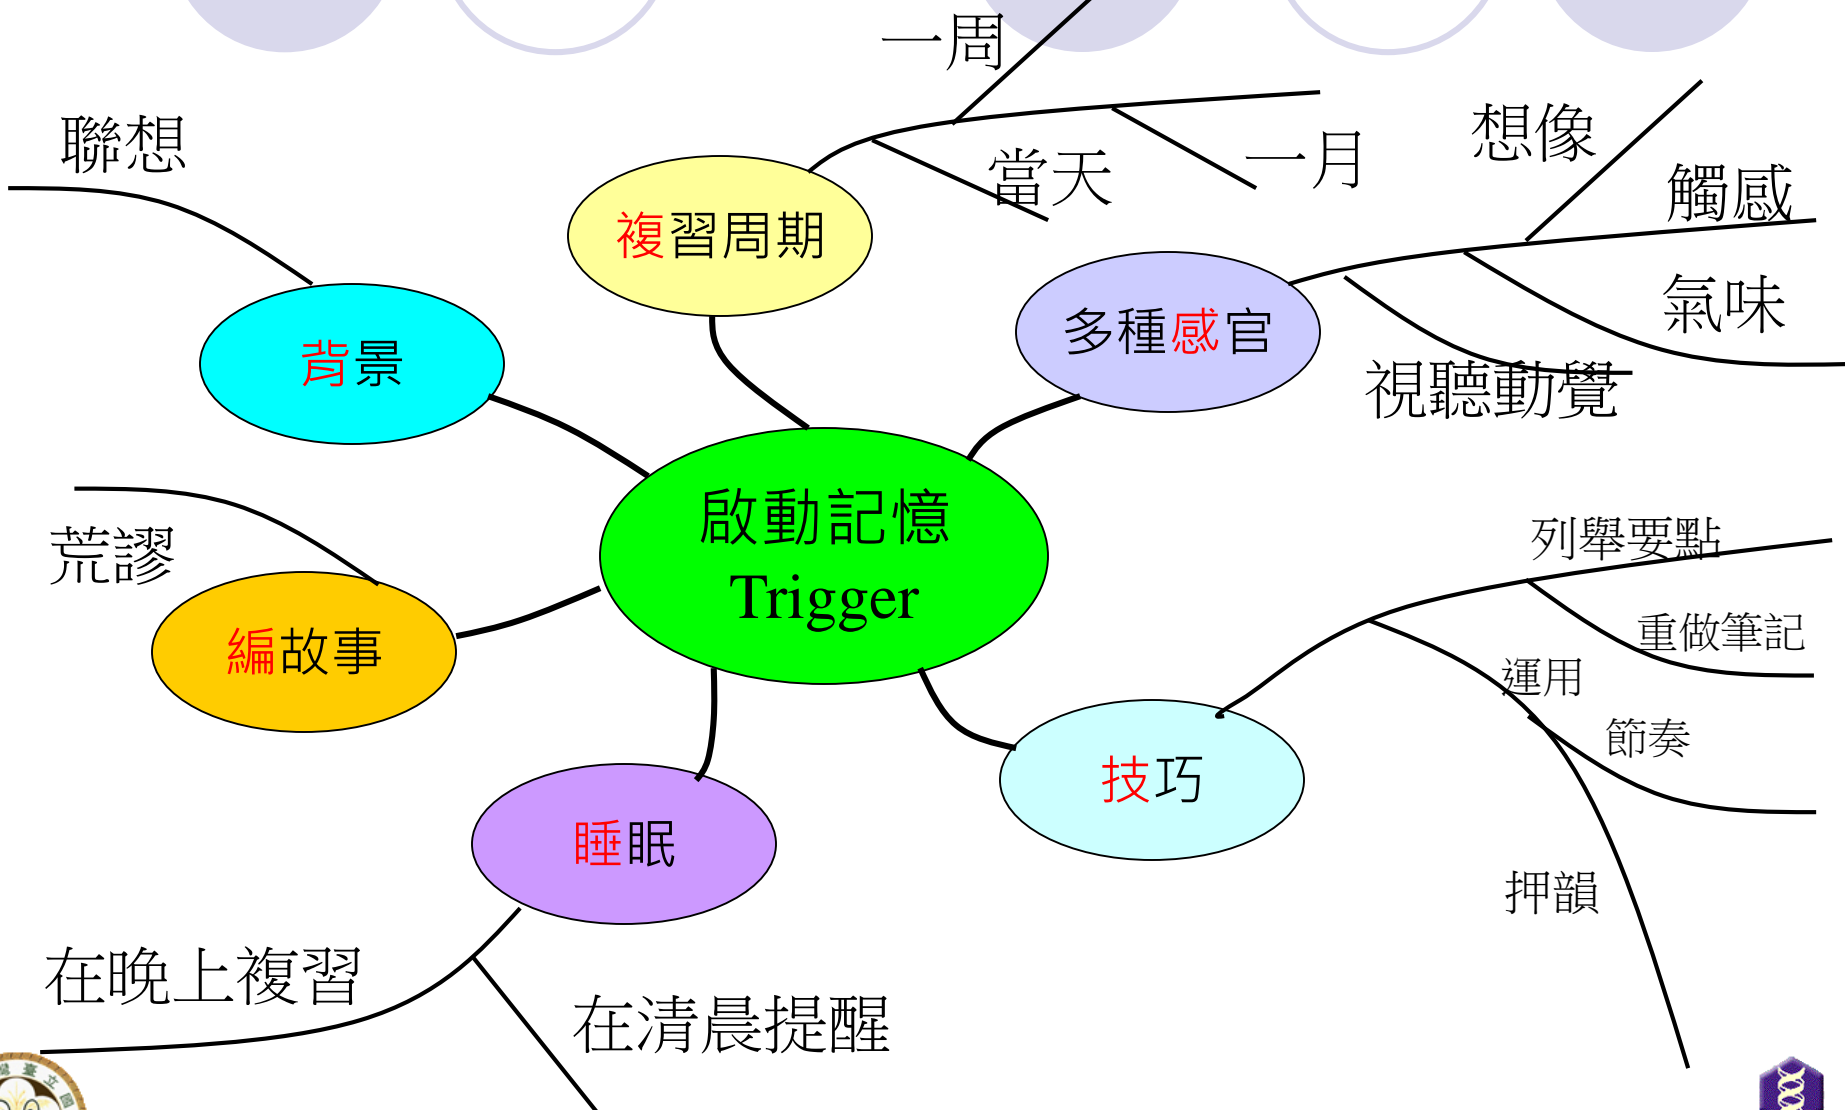 一周
聯想
想像
當天
一月
觸感
複習周期
氣味
多種感官
背景
視聽動覺
啟動記憶
Trigger
荒謬
列舉要點
編故事
重做筆記
運用
節奏
技巧
睡眠
押韻
在晚上複習
在清晨提醒